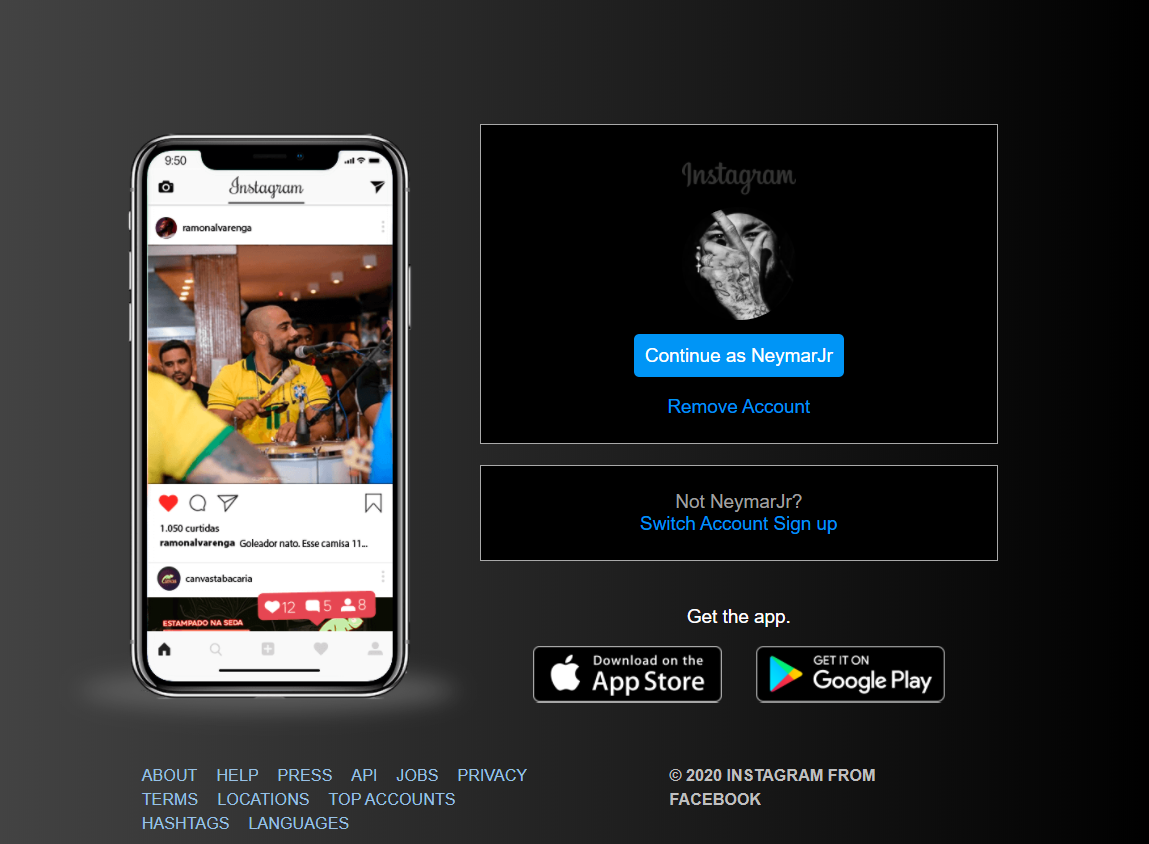 9:50
Instagram
ramonalvarenga
1.050 curtidas
ramonalvarenga Goleador nato. Esse camisa 11...
canvastabacaria
12 5 8
ESTAMPADO NA SEDA
Instagram
Continue as NeymarJr
Remove Account
Not NeymarJr?
Switch Account Sign up
Get the app.
Download on the
App Store
GET IT ON
Google Play
ABOUT HELP PRESS API JOBS PRIVACY
TERMS LOCATIONS TOP ACCOUNTS
HASHTAGS LANGUAGES
© 2020 INSTAGRAM FROM
FACEBOOK